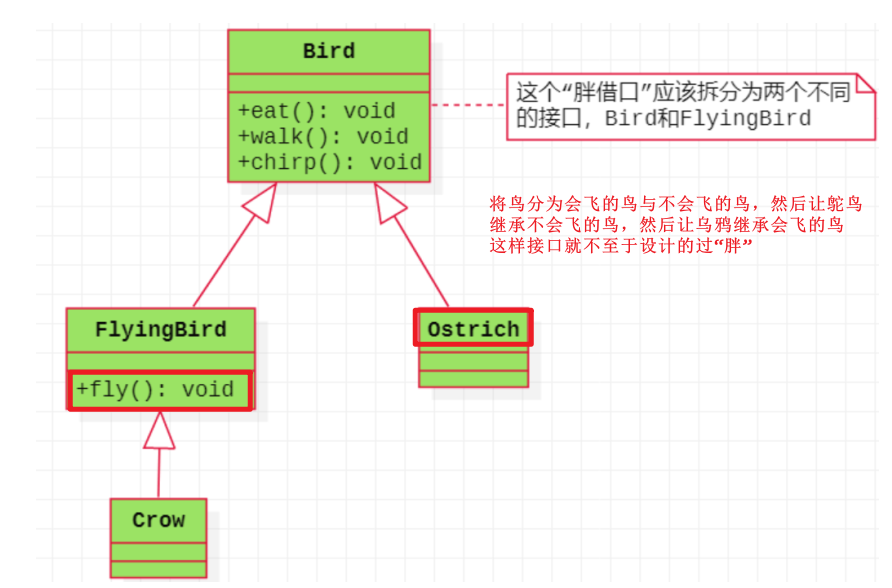 Bird
+eat(): void
+walk(): void
+chirp(): void
这个“胖借口”应该拆分为两个不同
的接口，Bird和FlyingBird
将鸟分为会飞的鸟与不会飞的鸟，然后让鸵鸟
继承不会飞的鸟，然后让乌鸦继承会飞的鸟
这样接口就不至于设计的过“胖”
FlyingBird
+fly(): void
Ostrich
Crow